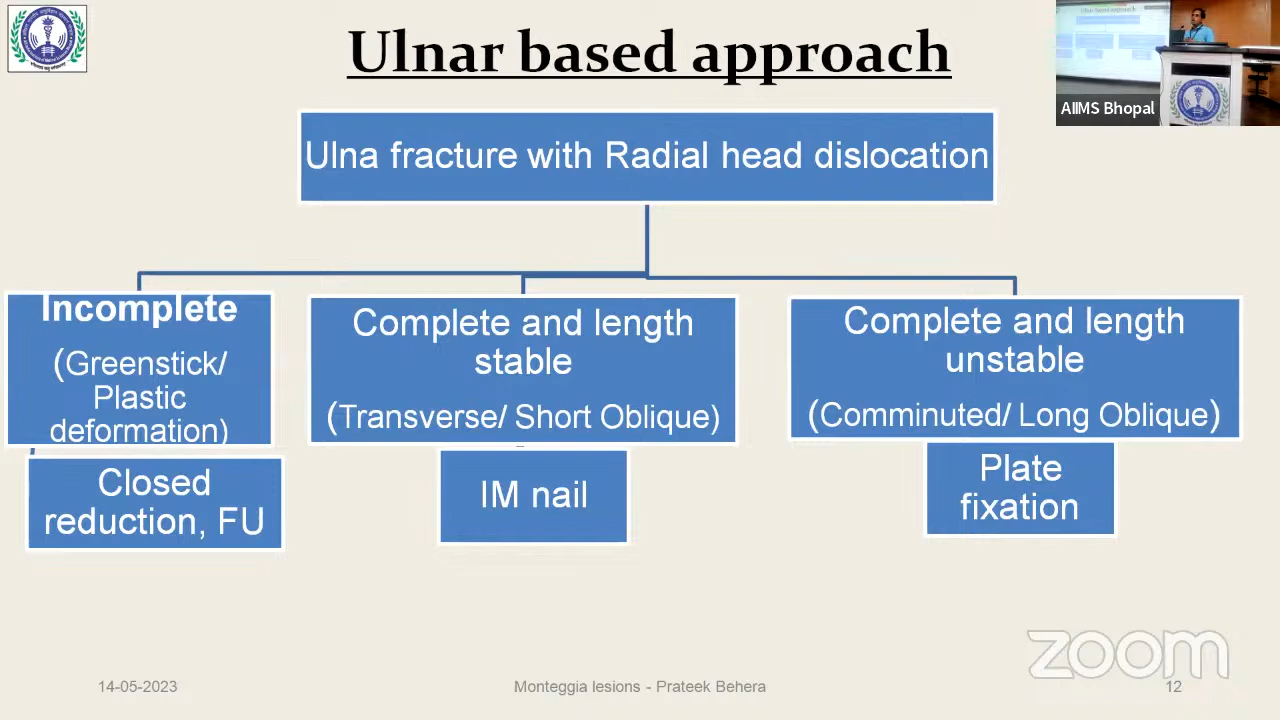 Ulnar based approach
AIIMS Bhopal
Ulna fracture with Radial head dislocation
Incomplete
(Greenstick/
Plastic
deformation)
Closed
reduction, FU
Complete and length
stable
(Transverse/ Short Oblique)
IM nail
Complete and length
unstable
(Comminuted/ Long Oblique)
Plate
fixation
zoom
14-05-2023
Monteggia lesions - Prateek Behera
12